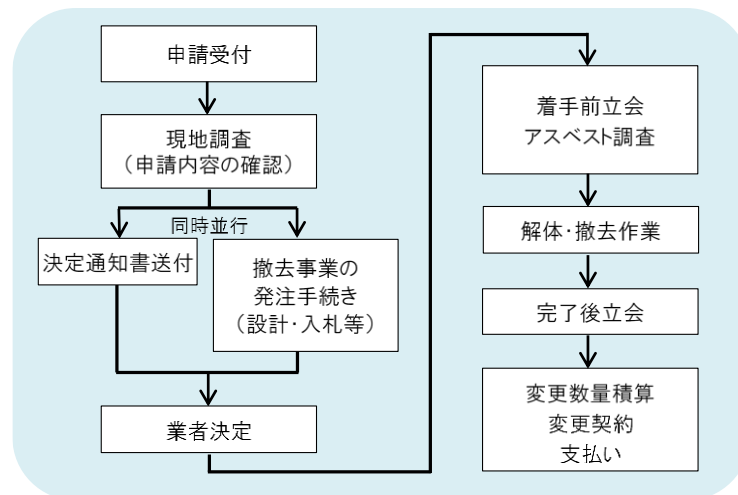 申請受付
現地調査
（申請内容の確認）
同時並行
決定通知書送付
撤去事業の
発注手続き
（設計・入札等）
業者決定
着手前立会
アスベスト調査
解体・撤去作業
完了後立会
変更数量積算
変更契約
支払い